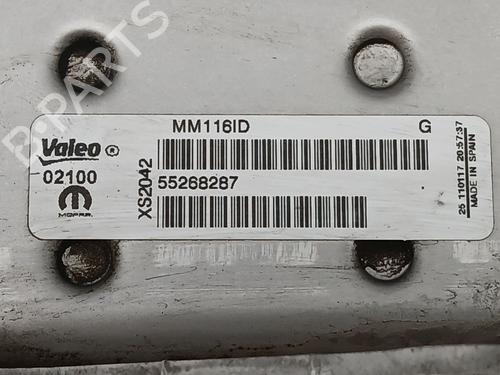 B-PARTS
MM116ID
G
Valeo®
02100
MOPAR
XS2042
55268287
25 110117 20:57:37
MADE IN SPAIN